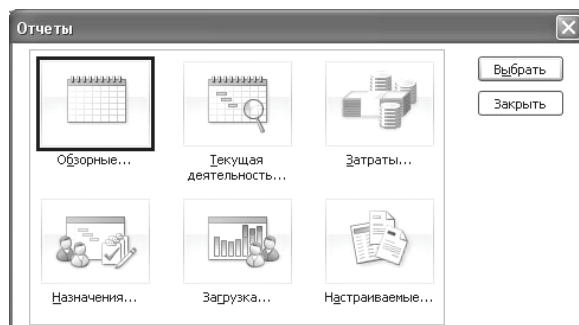 Отчеты
Выбрать
Закрыть
Обзорные...
Текущая
деятельность...
Затраты...
Назначения...
Загрузка...
Настраиваемые...